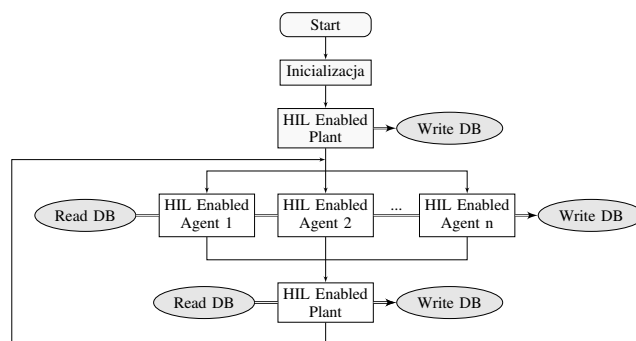 Start
Inicializacja
HIL Enabled
Plant
Write DB
Read DB
HIL Enabled
Agent 1
HIL Enabled
Agent 2
...
HIL Enabled
Agent n
Write DB
Read DB
HIL Enabled
Plant
Write DB